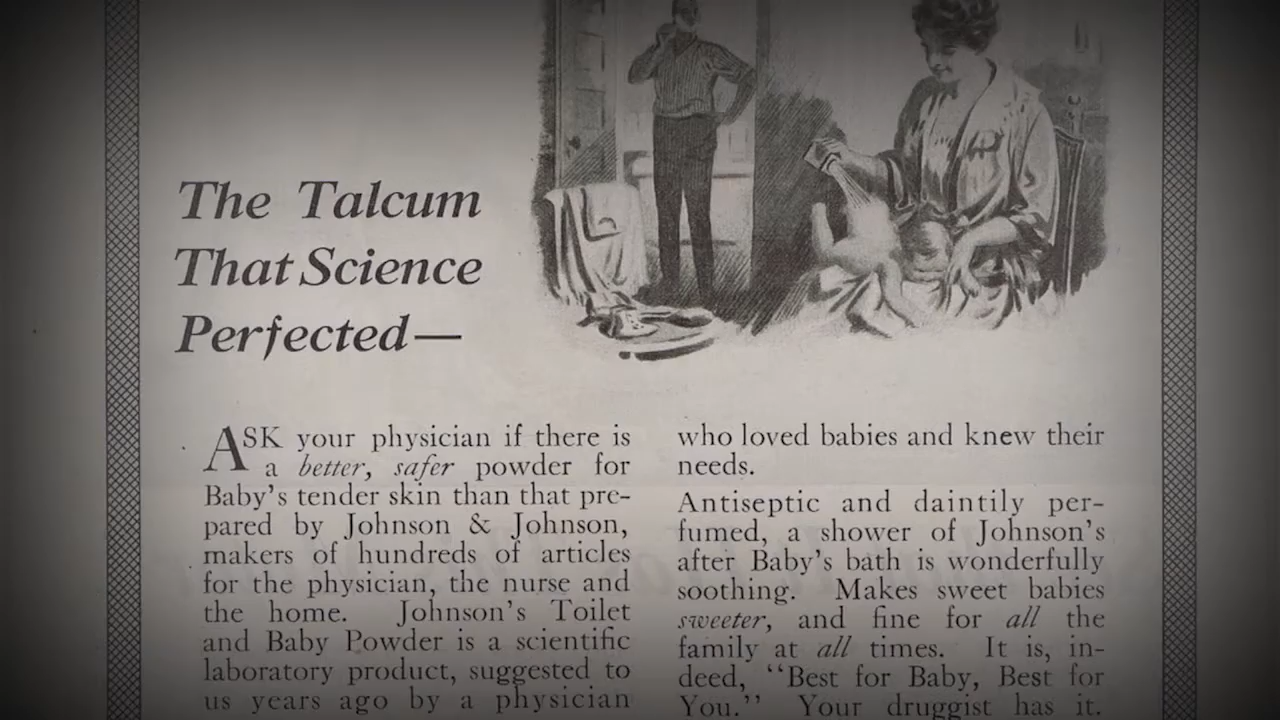 The Talcum
That Science
Perfected—
ASK your physician if there is
a better, safer powder for
Baby's tender skin than that pre-
pared by Johnson & Johnson,
makers of hundreds of articles
for the physician, the nurse and
the home. Johnson's Toilet
and Baby Powder is a scientific
laboratory product, suggested to
us years ago by a physician
who loved babies and knew their
needs.
Antiseptic and daintily per-
fumed, a shower of Johnson's
after Baby's bath is wonderfully
soothing. Makes sweet babies
sweeter, and fine for all the
family at all times. It is, in-
deed, "Best for Baby, Best for
You." Your druggist has it.